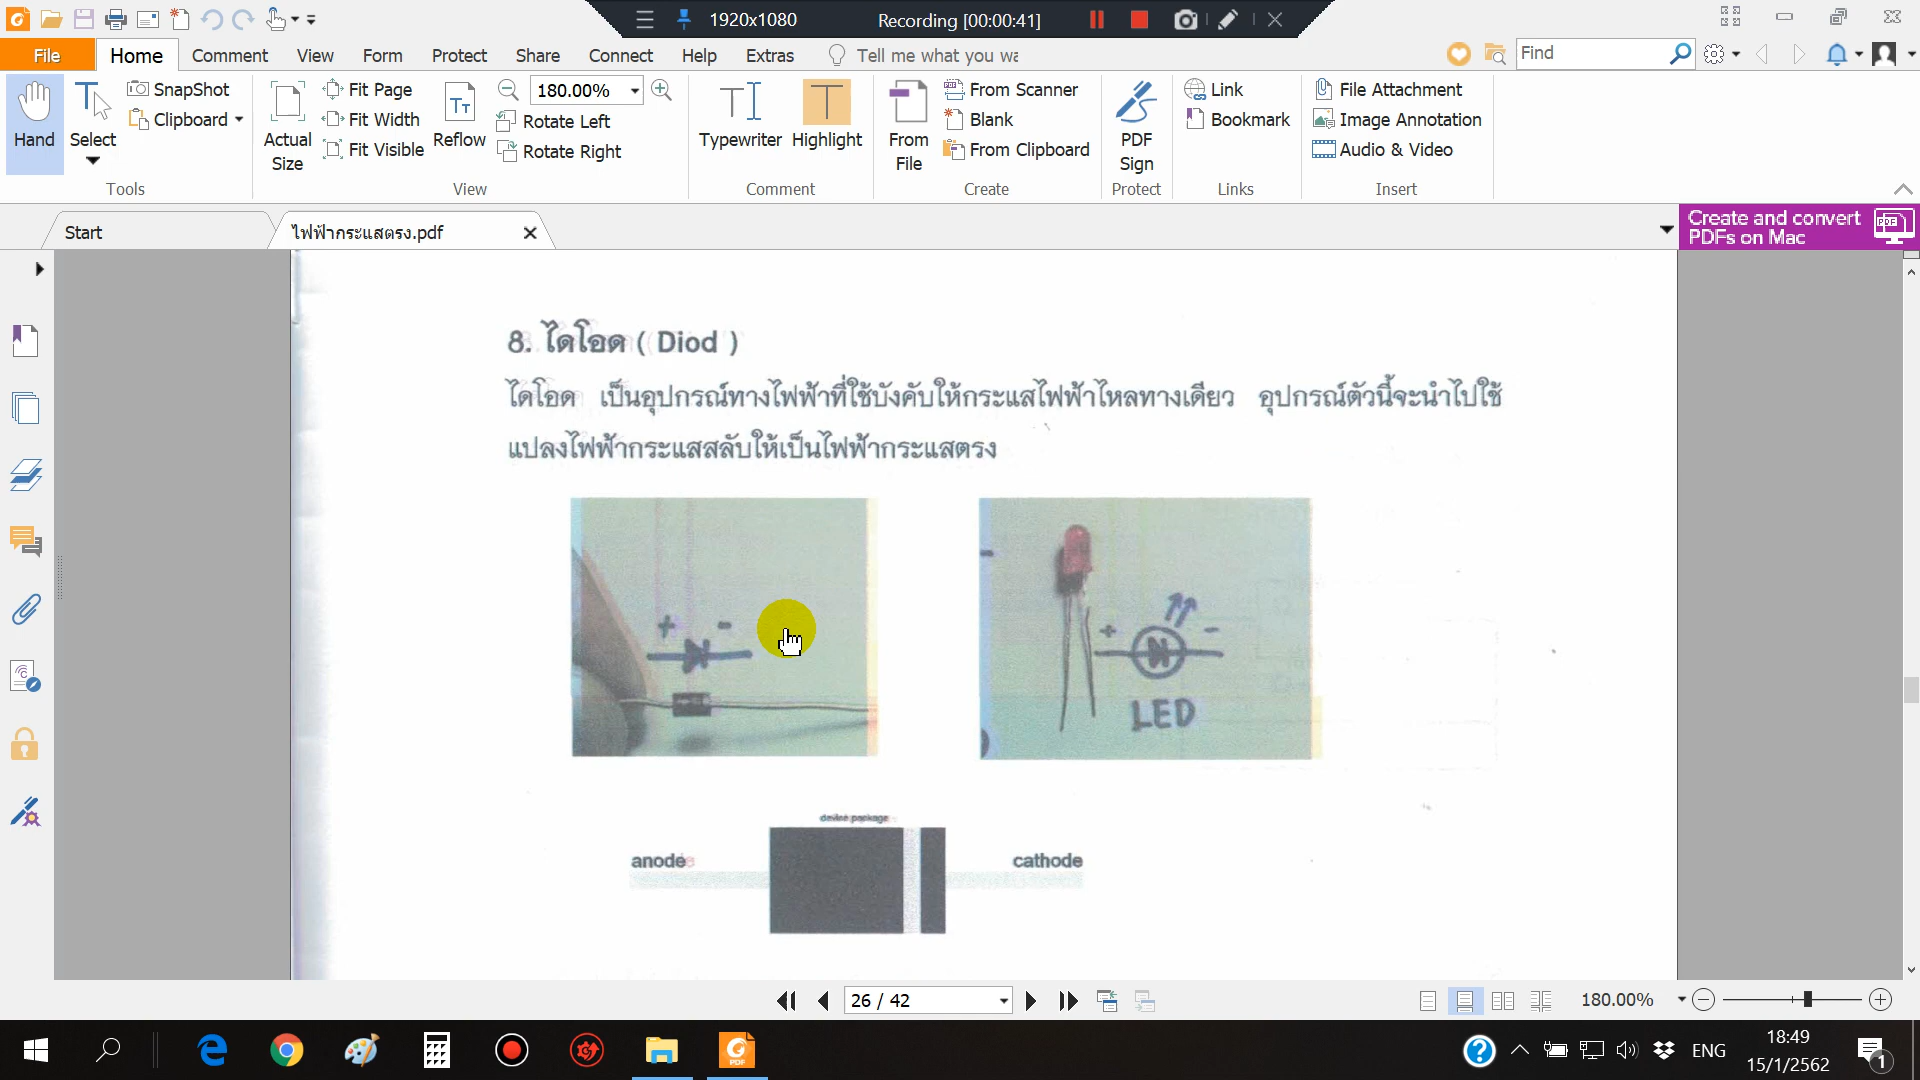 1920x1080
Recording [00:00:41]
File
Home
Comment
View
Form
Protect
Share
Connect
Help
Extras
Tell me what you wa
Find
Hand
Select
SnapShot
Clipboard
Tools
Actual
Size
Fit Page
Fit Width
Fit Visible
Reflow
180.00%
Rotate Left
Rotate Right
View
Typewriter
Highlight
Comment
From
File
From Scanner
Blank
From Clipboard
Create
PDF
Sign
Protect
Link
Bookmark
Links
File Attachment
Image Annotation
Audio & Video
Insert
Start
ไฟฟ้ากระแสตรง.pdf
Create and convert
PDFs on Mac
PDF
8. ไดโอด ( Diod )
ไดโอด เป็นอุปกรณ์ทางไฟฟ้าที่ใช้บังคับให้กระแสไฟฟ้าไหลทางเดียว อุปกรณ์ตัวนี้จะนำไปใช้
แปลงไฟฟ้ากระแสสลับให้เป็นไฟฟ้ากระแสตรง
+ -
+ -
LED
device package
anode
cathode
26 / 42
180.00%
PDF
ENG
18:49
15/1/2562
1